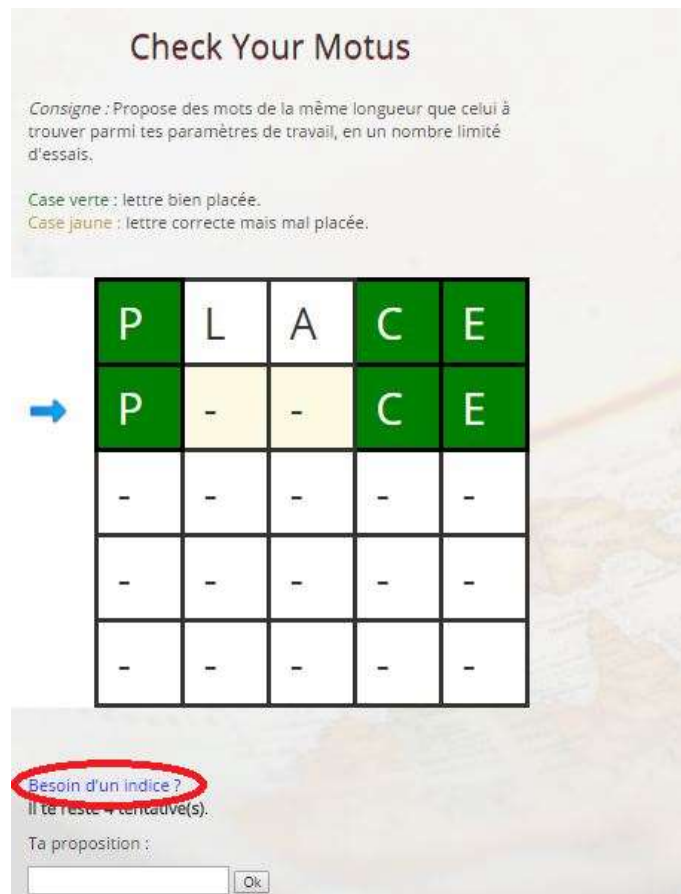 Check Your Motus
Consigne : Propose des mots de la même longueur que celui à
trouver parmi tes paramètres de travail, en un nombre limité
d'essais.
Case verte : lettre bien placée.
Case jaune : lettre correcte mais mal placée.
P L A C E
P - - C E
- - - - -
- - - - -
- - - - -
Besoin d'un indice ?
Il te reste 4 tentative(s).
Ta proposition :
Ok